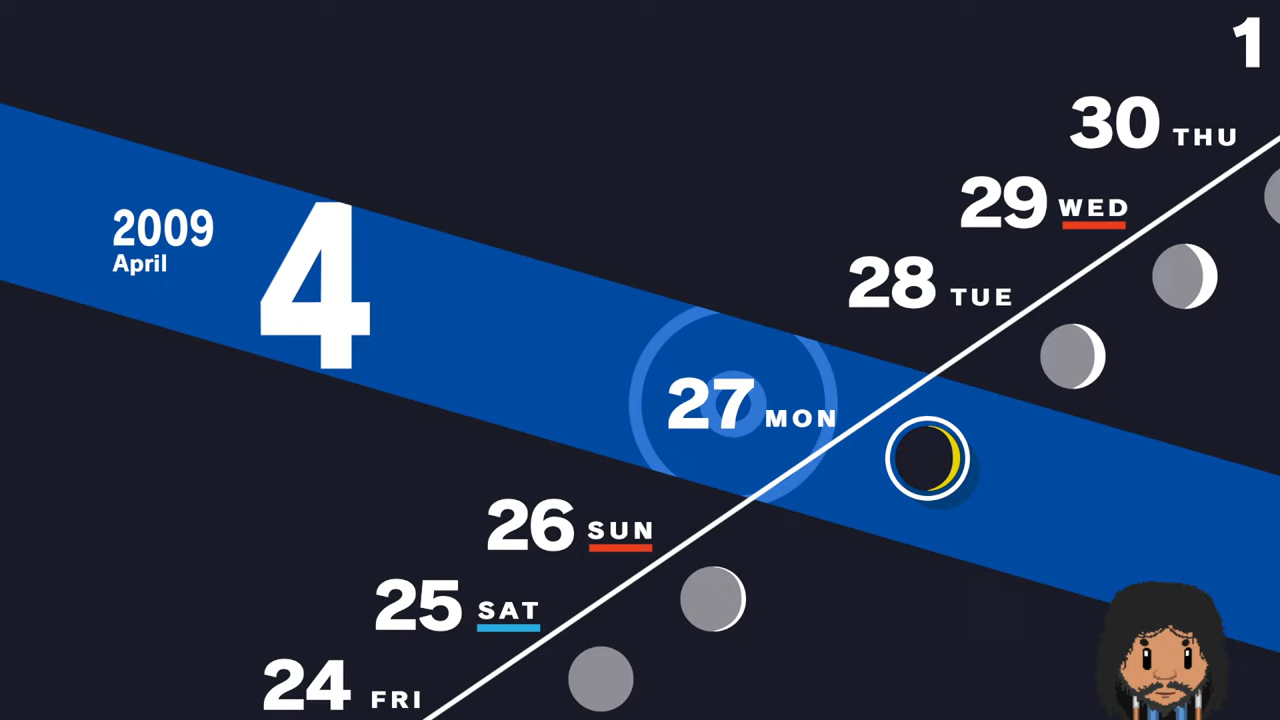 1
30 THU
29 WED
2009
April
4
28 TUE
27 MON
26 SUN
25 SAT
24 FRI